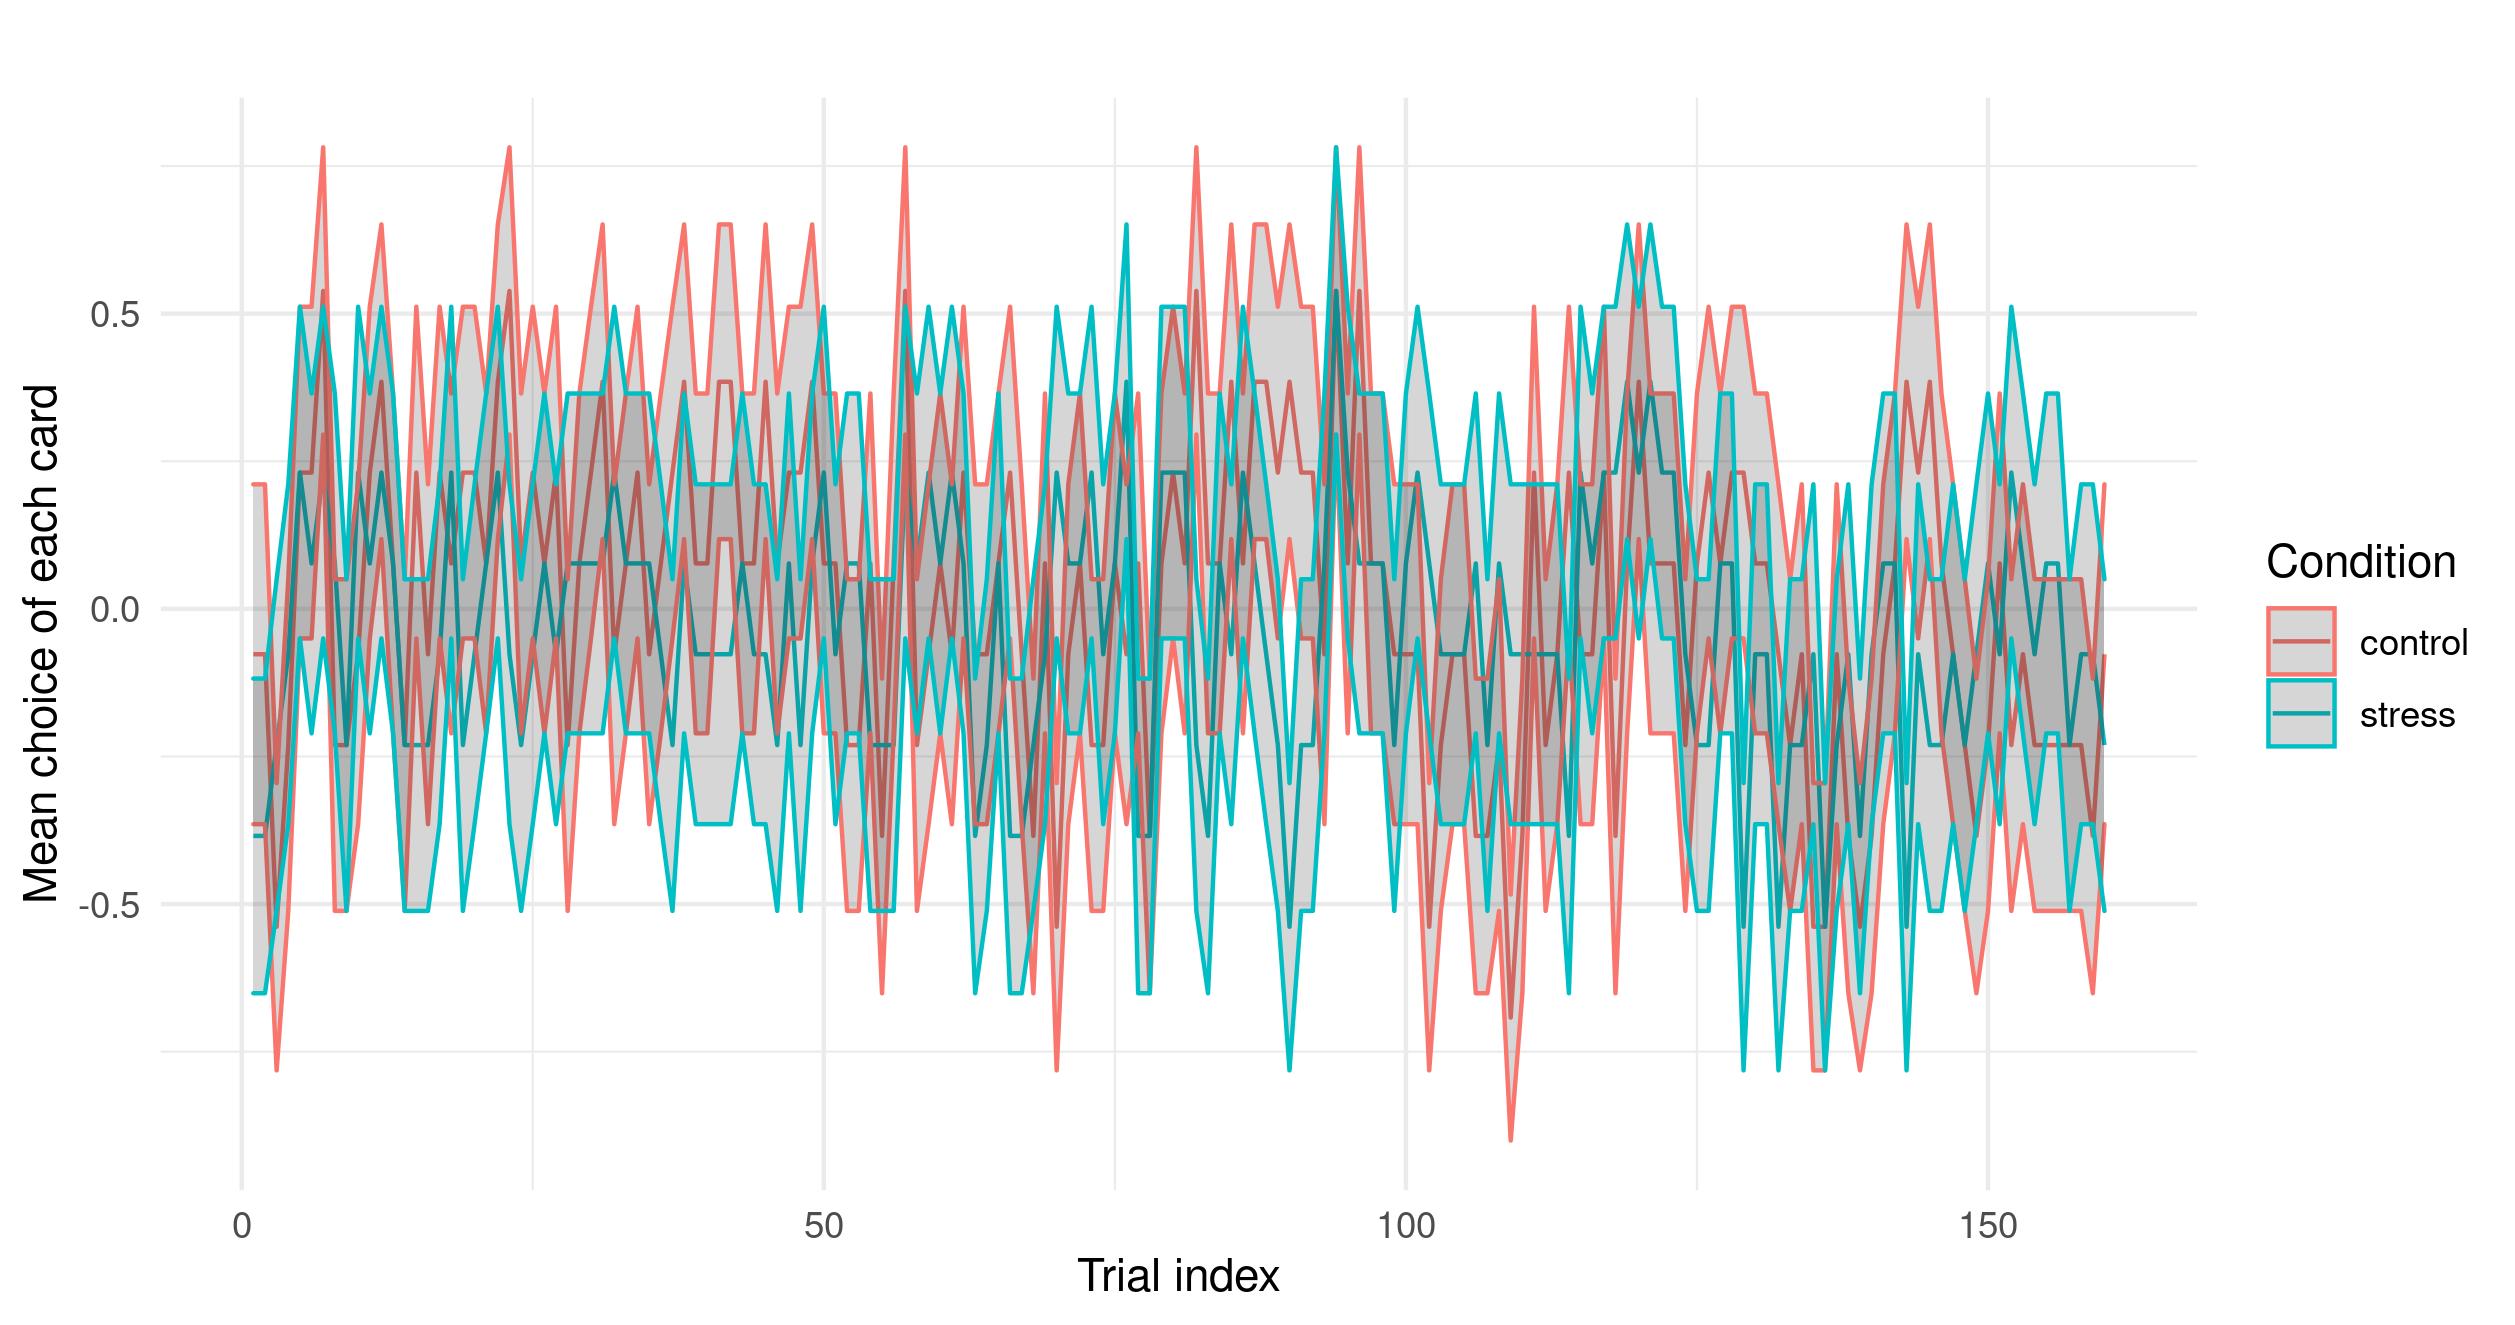 Mean choice of each card
0.5
0.0
-0.5
0
50
100
150
Trial index
Condition
control
stress